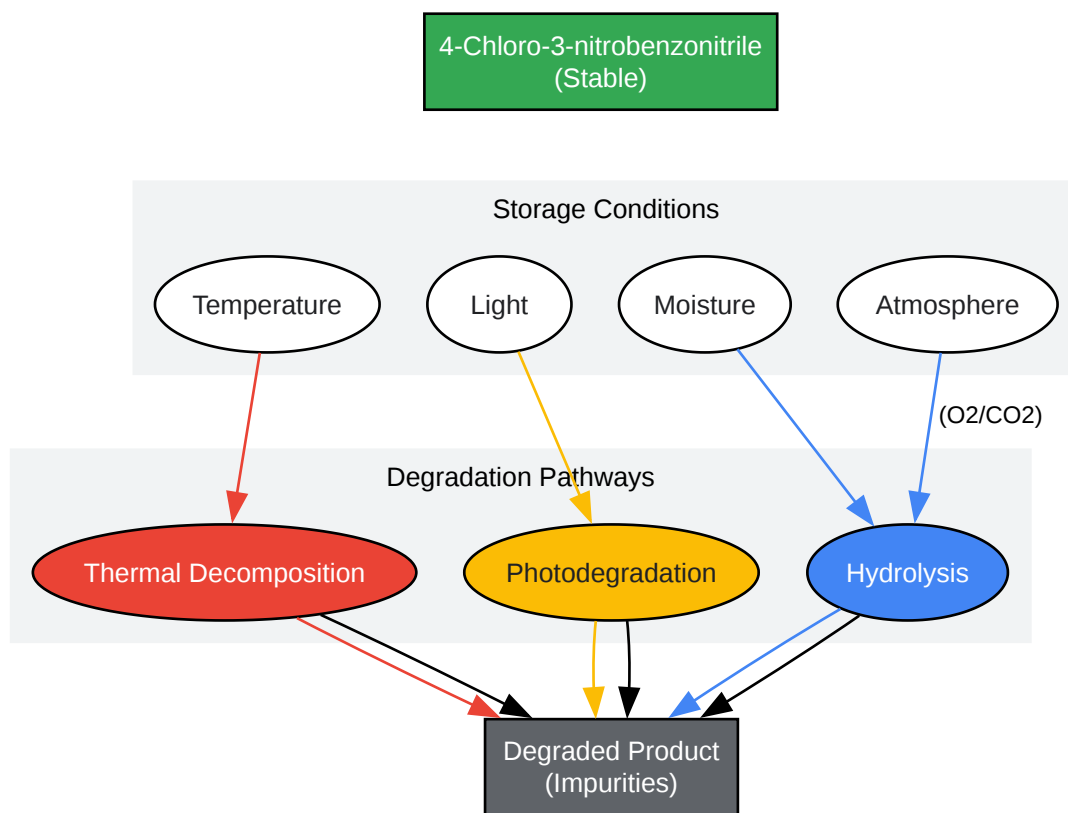 4-Chloro-3-nitrobenzonitrile
(Stable)
Storage Conditions
Temperature
Light
Moisture
Atmosphere
(O2/CO2)
Degradation Pathways
Thermal Decomposition
Photodegradation
Hydrolysis
Degraded Product
(Impurities)